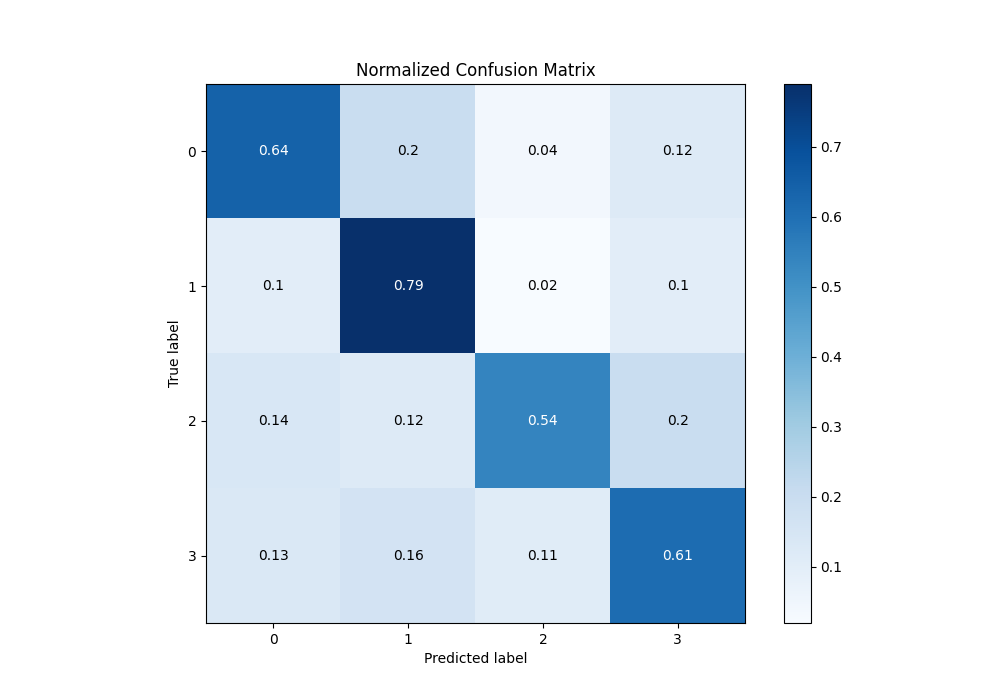 Normalized Confusion Matrix
0 0.64 0.2 0.04 0.12
1 0.1 0.79 0.02 0.1
2 0.14 0.12 0.54 0.2
3 0.13 0.16 0.11 0.61
0 1 2 3
Predicted label
True label
0.7
0.6
0.5
0.4
0.3
0.2
0.1